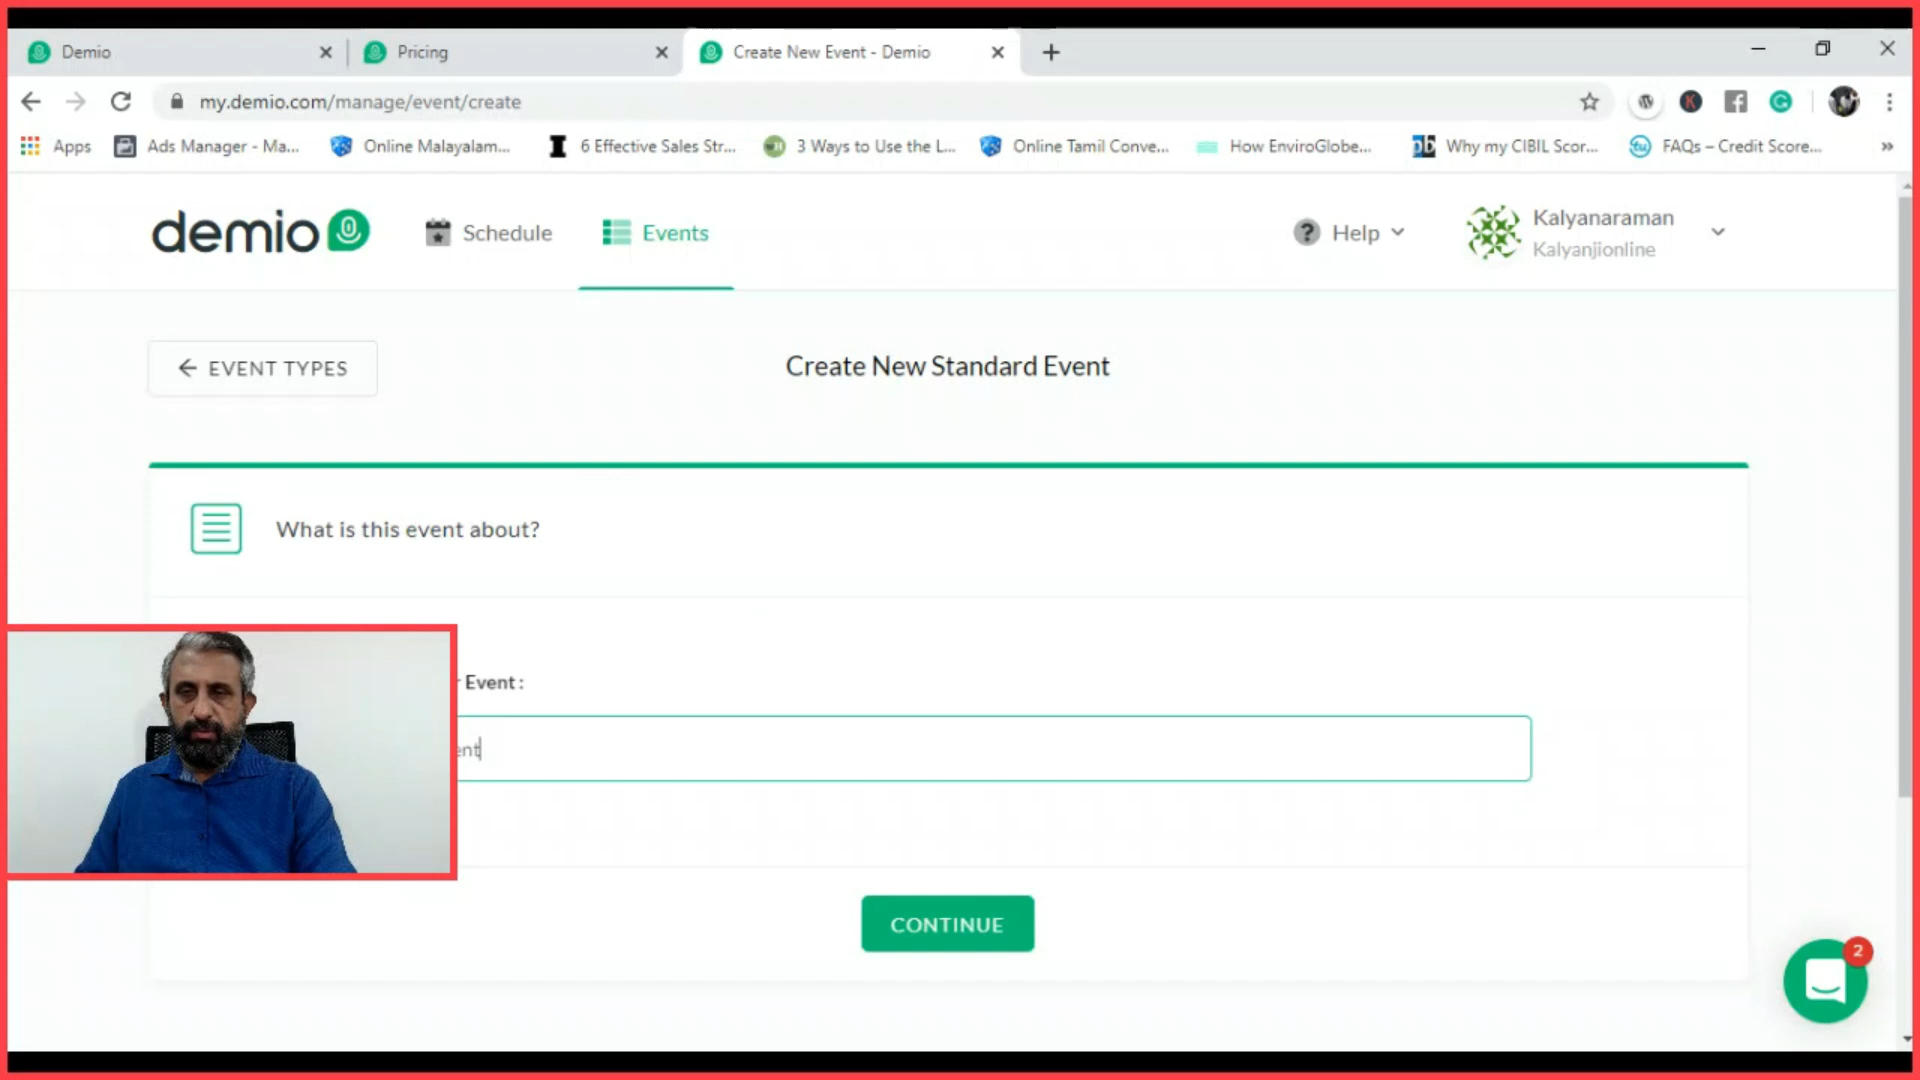 Demio
Pricing
Create New Event - Demio
my.demio.com/manage/event/create
Apps
Ads Manager - Ma...
Online Malayalam...
6 Effective Sales Str...
3 Ways to Use the L...
Online Tamil Conve...
How EnviroGlobe...
Why my CIBIL Scor...
FAQs – Credit Score...
»
demio
Schedule
Events
? Help
Kalyanaraman
Kalyanjionline
← EVENT TYPES
Create New Standard Event
What is this event about?
Event :
ent
CONTINUE
2